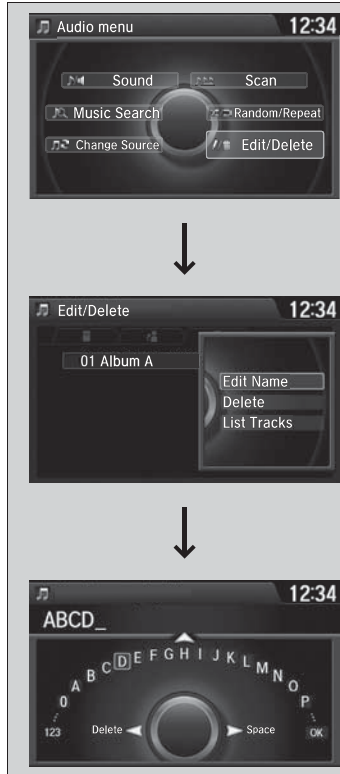 Audio menu 12:34
Sound Scan
Music Search Random/Repeat
Change Source Edit/Delete
Edit/Delete 12:34
01 Album A
Edit Name
Delete
List Tracks
12:34
ABCD_
0 A B C D E F G H I J K L M N O P
123 Delete Space OK